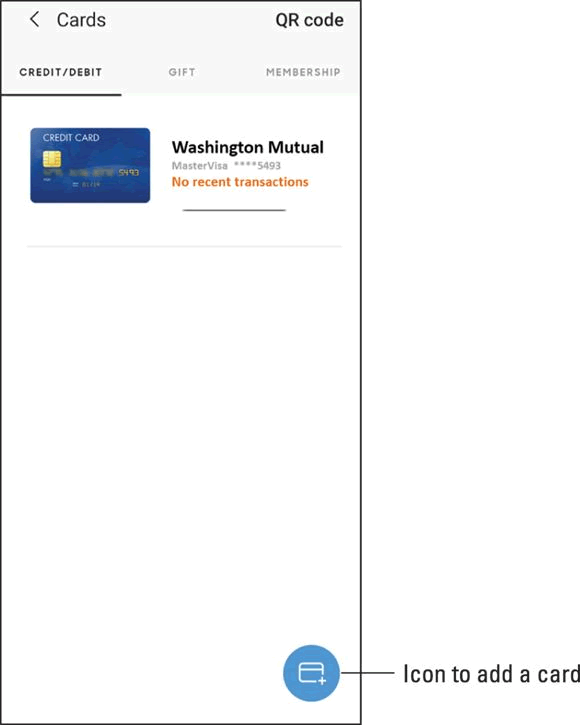 Cards
QR code
CREDIT/DEBIT
GIFT
MEMBERSHIP
CREDIT CARD
5493
01/19
Washington Mutual
MasterVisa ****5493
No recent transactions
Icon to add a card